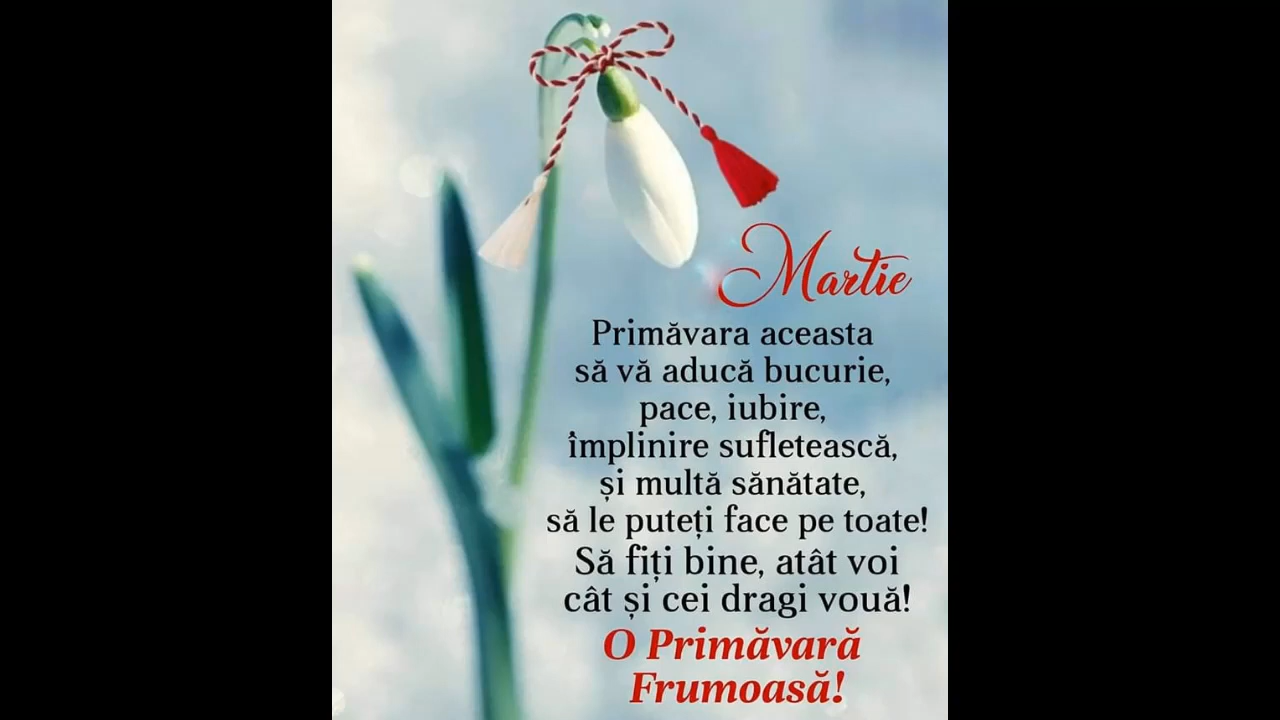 Martie
Primăvara aceasta
să vă aducă bucurie,
pace, iubire,
împlinire sufletească,
și multă sănătate,
să le puteți face pe toate!
Să fiți bine, atât voi
cât și cei dragi vouă!
O Primăvară
Frumoasă!